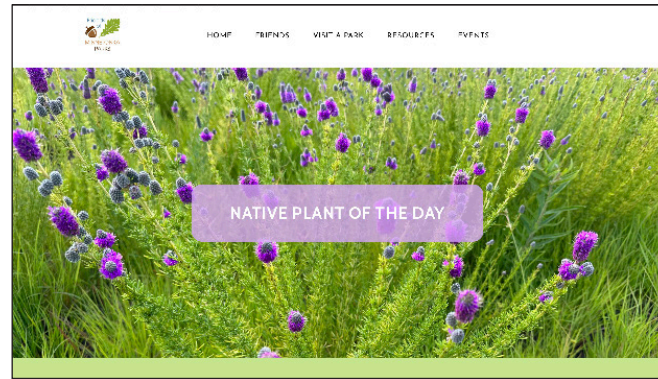 HOME FRIENDS VISIT A PARK RESOURCES EVENTS
NATIVE PLANT OF THE DAY